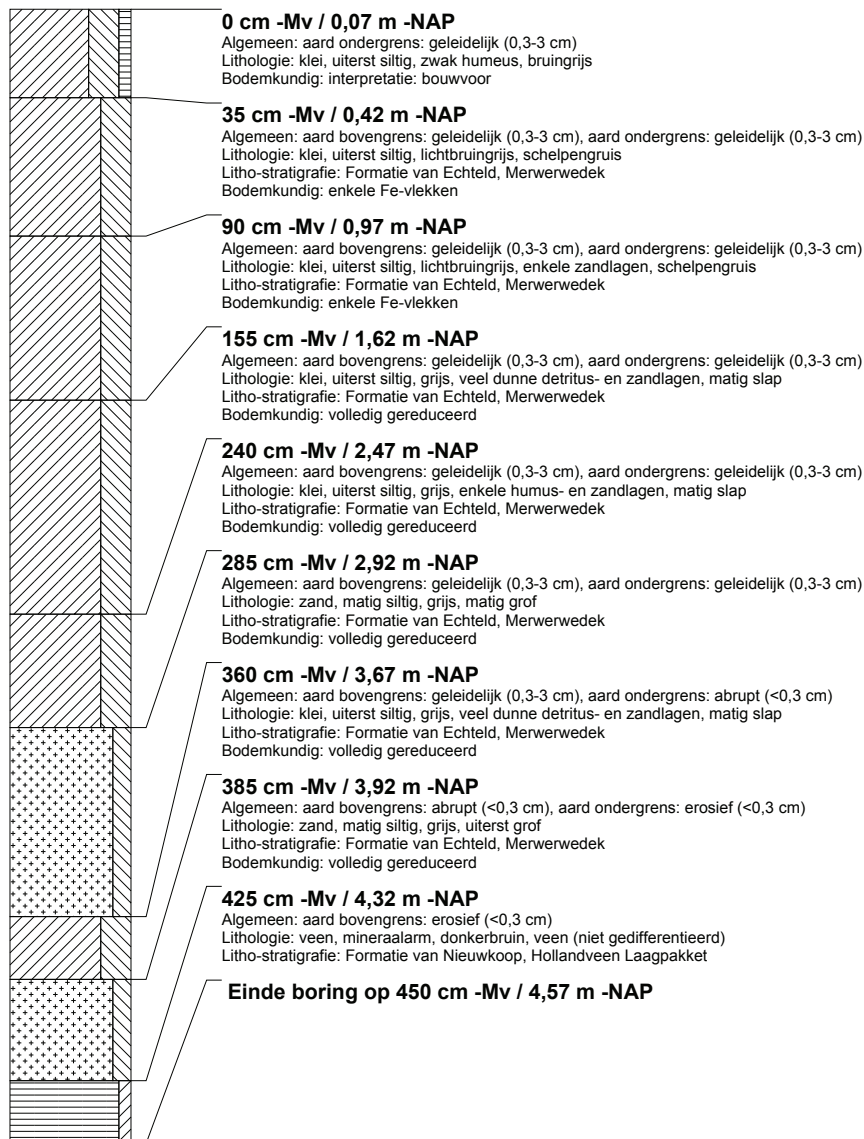 0 cm -Mv / 0,07 m -NAP
Algemeen: aard ondergrens: geleidelijk (0,3-3 cm)
Lithologie: klei, uiterst siltig, zwak humeus, bruingrijs
Bodemkundig: interpretatie: bouwvoor
35 cm -Mv / 0,42 m -NAP
Algemeen: aard bovengrens: geleidelijk (0,3-3 cm), aard ondergrens: geleidelijk (0,3-3 cm)
Lithologie: klei, uiterst siltig, lichtbruingrijs, schelpengruis
Litho-stratigrafie: Formatie van Echteld, Merwerwedek
Bodemkundig: enkele Fe-vlekken
90 cm -Mv / 0,97 m -NAP
Algemeen: aard bovengrens: geleidelijk (0,3-3 cm), aard ondergrens: geleidelijk (0,3-3 cm)
Lithologie: klei, uiterst siltig, lichtbruingrijs, enkele zandlagen, schelpengruis
Litho-stratigrafie: Formatie van Echteld, Merwerwedek
Bodemkundig: enkele Fe-vlekken
155 cm -Mv / 1,62 m -NAP
Algemeen: aard bovengrens: geleidelijk (0,3-3 cm), aard ondergrens: geleidelijk (0,3-3 cm)
Lithologie: klei, uiterst siltig, grijs, veel dunne detritus- en zandlagen, matig slap
Litho-stratigrafie: Formatie van Echteld, Merwerwedek
Bodemkundig: volledig gereduceerd
240 cm -Mv / 2,47 m -NAP
Algemeen: aard bovengrens: geleidelijk (0,3-3 cm), aard ondergrens: geleidelijk (0,3-3 cm)
Lithologie: klei, uiterst siltig, grijs, enkele humus- en zandlagen, matig slap
Litho-stratigrafie: Formatie van Echteld, Merwerwedek
Bodemkundig: volledig gereduceerd
285 cm -Mv / 2,92 m -NAP
Algemeen: aard bovengrens: geleidelijk (0,3-3 cm), aard ondergrens: geleidelijk (0,3-3 cm)
Lithologie: zand, matig siltig, grijs, matig grof
Litho-stratigrafie: Formatie van Echteld, Merwerwedek
Bodemkundig: volledig gereduceerd
360 cm -Mv / 3,67 m -NAP
Algemeen: aard bovengrens: geleidelijk (0,3-3 cm), aard ondergrens: abrupt (<0,3 cm)
Lithologie: klei, uiterst siltig, grijs, veel dunne detritus- en zandlagen, matig slap
Litho-stratigrafie: Formatie van Echteld, Merwerwedek
Bodemkundig: volledig gereduceerd
385 cm -Mv / 3,92 m -NAP
Algemeen: aard bovengrens: abrupt (<0,3 cm), aard ondergrens: erosief (<0,3 cm)
Lithologie: zand, matig siltig, grijs, uiterst grof
Litho-stratigrafie: Formatie van Echteld, Merwerwedek
Bodemkundig: volledig gereduceerd
425 cm -Mv / 4,32 m -NAP
Algemeen: aard bovengrens: erosief (<0,3 cm)
Lithologie: veen, mineraalarm, donkerbruin, veen (niet gedifferentieerd)
Litho-stratigrafie: Formatie van Nieuwkoop, Hollandveen Laagpakket
Einde boring op 450 cm -Mv / 4,57 m -NAP